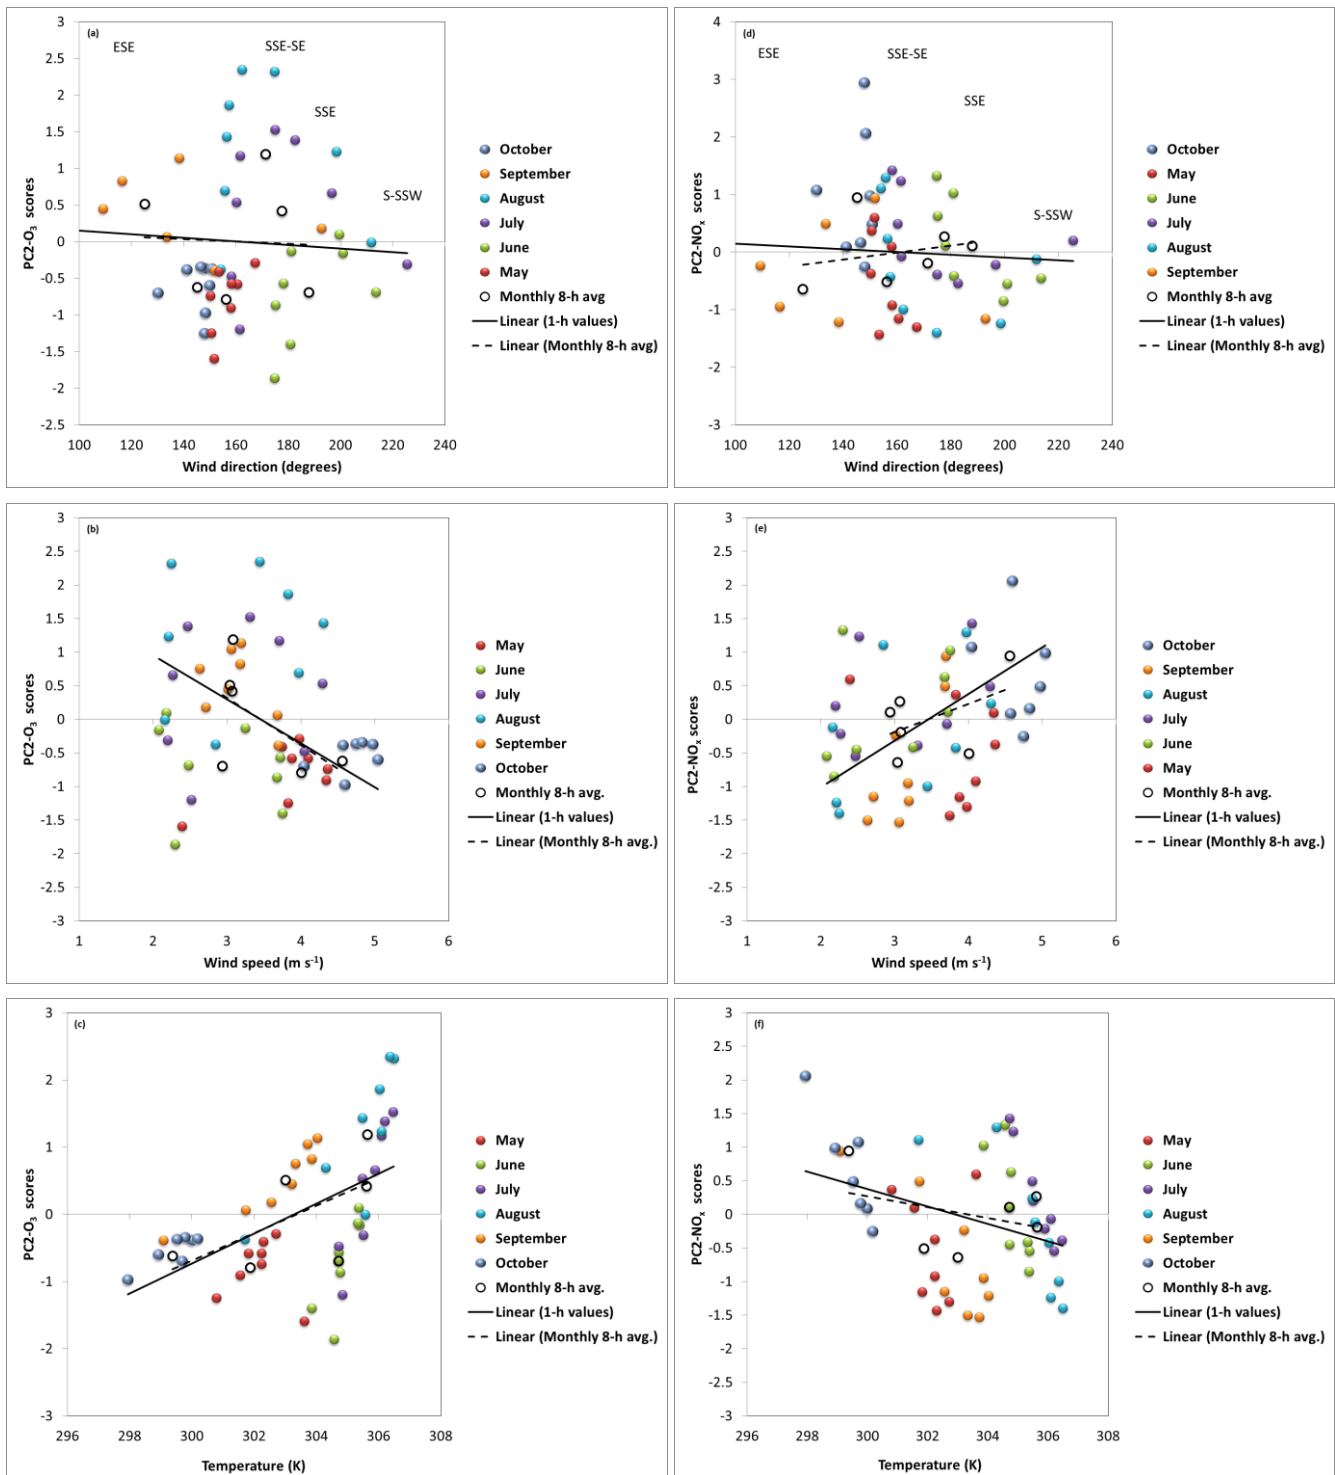 (a)
ESE
SSE-SE
SSE
S-SSW
3
2.5
2
1.5
1
0.5
0
-0.5
-1
-1.5
-2
-2.5
PC2-O3 scores
100 120 140 160 180 200 220 240
Wind direction (degrees)
October
September
August
July
June
May
Monthly 8-h avg
Linear (1-h values)
Linear (Monthly 8-h avg)
(d)
ESE
SSE-SE
SSE
S-SSW
4
3
2
1
0
-1
-2
-3
PC2-NOx scores
100 120 140 160 180 200 220 240
Wind direction (degrees)
October
May
June
July
August
September
Monthly 8-h avg
Linear (1-h values)
Linear (Monthly 8-h avg)
(b)
3
2.5
2
1.5
1
0.5
0
-0.5
-1
-1.5
-2
-2.5
-3
PC2-O3 scores
1 2 3 4 5 6
Wind speed (m s-1)
May
June
July
August
September
October
Monthly 8-h avg.
Linear (1-h values)
Linear (Monthly 8-h avg.)
(e)
3
2.5
2
1.5
1
0.5
0
-0.5
-1
-1.5
-2
-2.5
-3
PC2-NOx scores
1 2 3 4 5 6
Wind speed (m s-1)
October
September
August
July
June
May
Monthly 8-h avg.
Linear (1-h values)
Linear (Monthly 8-h avg.)
(c)
3
2
1
0
-1
-2
-3
PC2-O3 scores
296 298 300 302 304 306 308
Temperature (K)
May
June
July
August
September
October
Monthly 8-h avg.
Linear (1-h values)
Linear (Monthly 8-h avg.)
(f)
3
2.5
2
1.5
1
0.5
0
-0.5
-1
-1.5
-2
-2.5
-3
PC2-NOx scores
296 298 300 302 304 306 308
Temperature (K)
May
June
July
August
September
October
Monthly 8-h avg.
Linear (1-h values)
Linear (Monthly 8-h avg.)